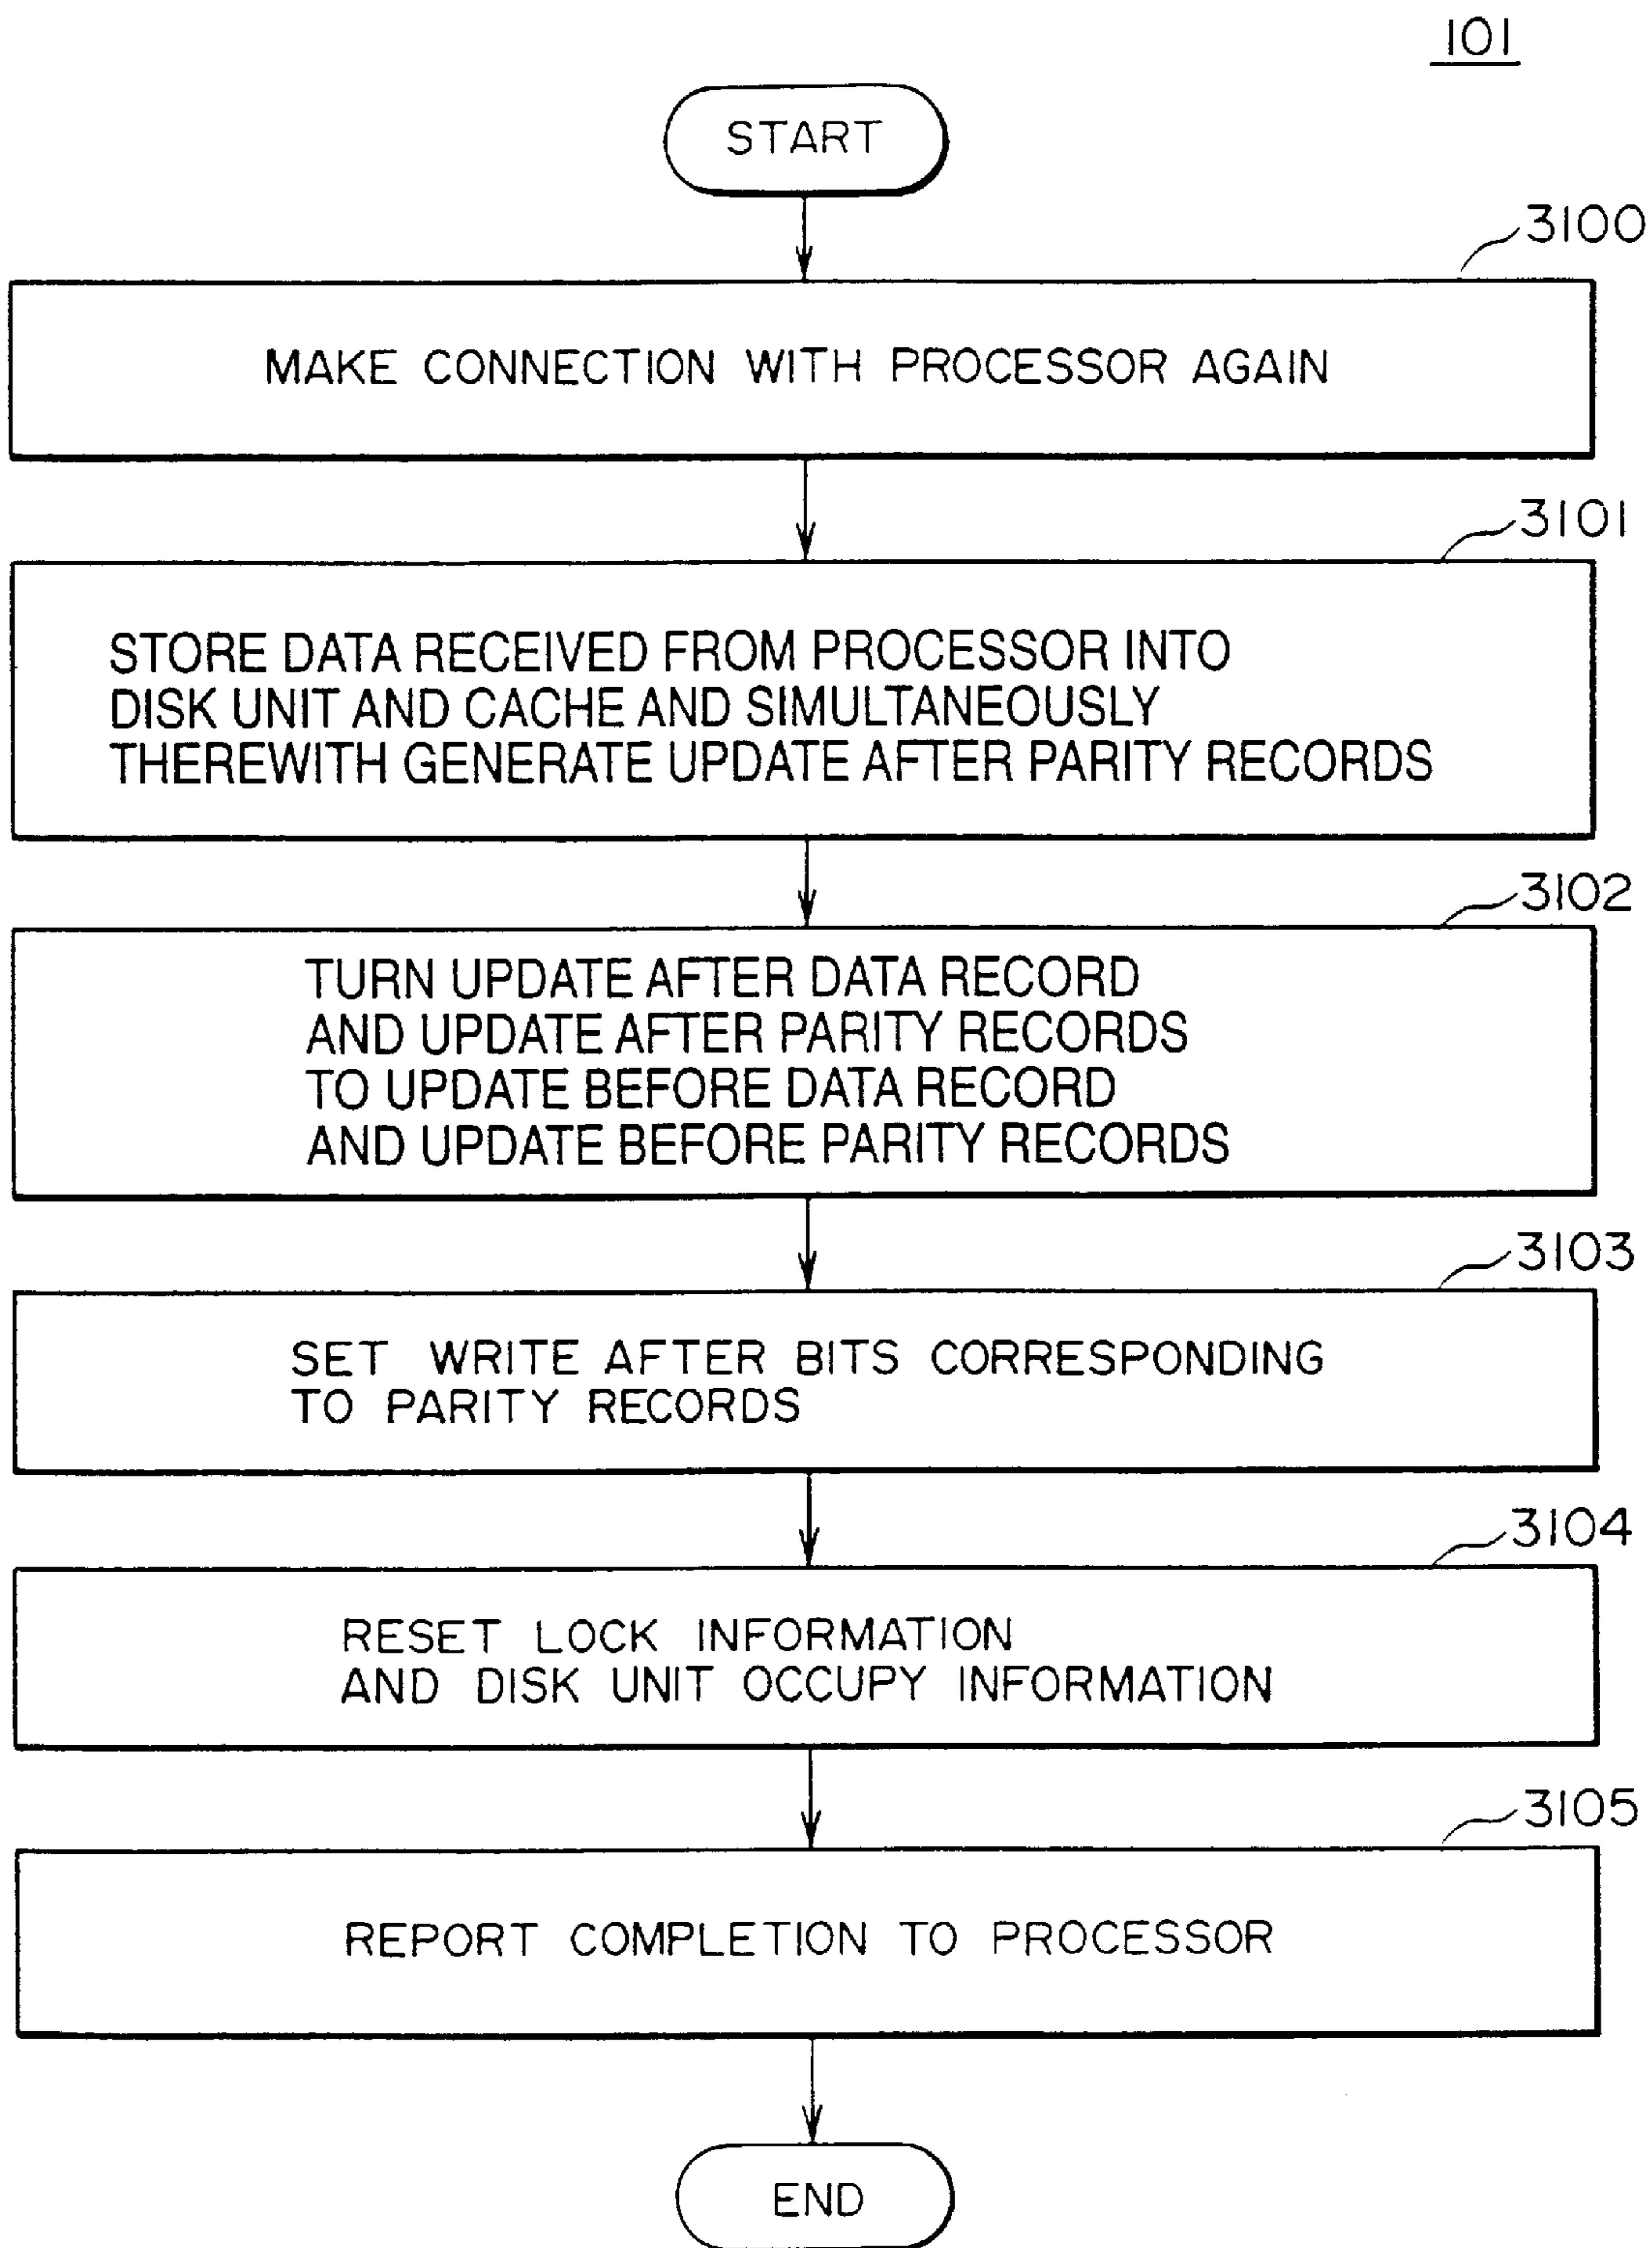 101
START
3100
MAKE CONNECTION WITH PROCESSOR AGAIN
3101
STORE DATA RECEIVED FROM PROCESSOR INTO
DISK UNIT AND CACHE AND SIMULTANEOUSLY
THEREWITH GENERATE UPDATE AFTER PARITY RECORDS
3102
TURN UPDATE AFTER DATA RECORD
AND UPDATE AFTER PARITY RECORDS
TO UPDATE BEFORE DATA RECORD
AND UPDATE BEFORE PARITY RECORDS
3103
SET WRITE AFTER BITS CORRESPONDING
TO PARITY RECORDS
3104
RESET LOCK INFORMATION
AND DISK UNIT OCCUPY INFORMATION
3105
REPORT COMPLETION TO PROCESSOR
END